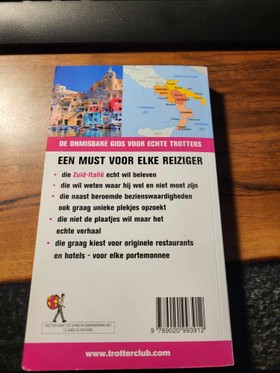 DE ONMISBARE GIDS VOOR ECHTE TROTTERS
EEN MUST VOOR ELKE REIZIGER
• die Zuid-Italië echt wil beleven
• die wil weten waar hij wel en niet moet zijn
• die naast beroemde bezienswaardigheden
ook graag unieke plekjes opzoekt
• die niet de plaatjes wil maar het
echte verhaal
• die graag kiest voor originele restaurants
en hotels - voor elke portemonnee
9 789020 993912
www.trotterclub.com